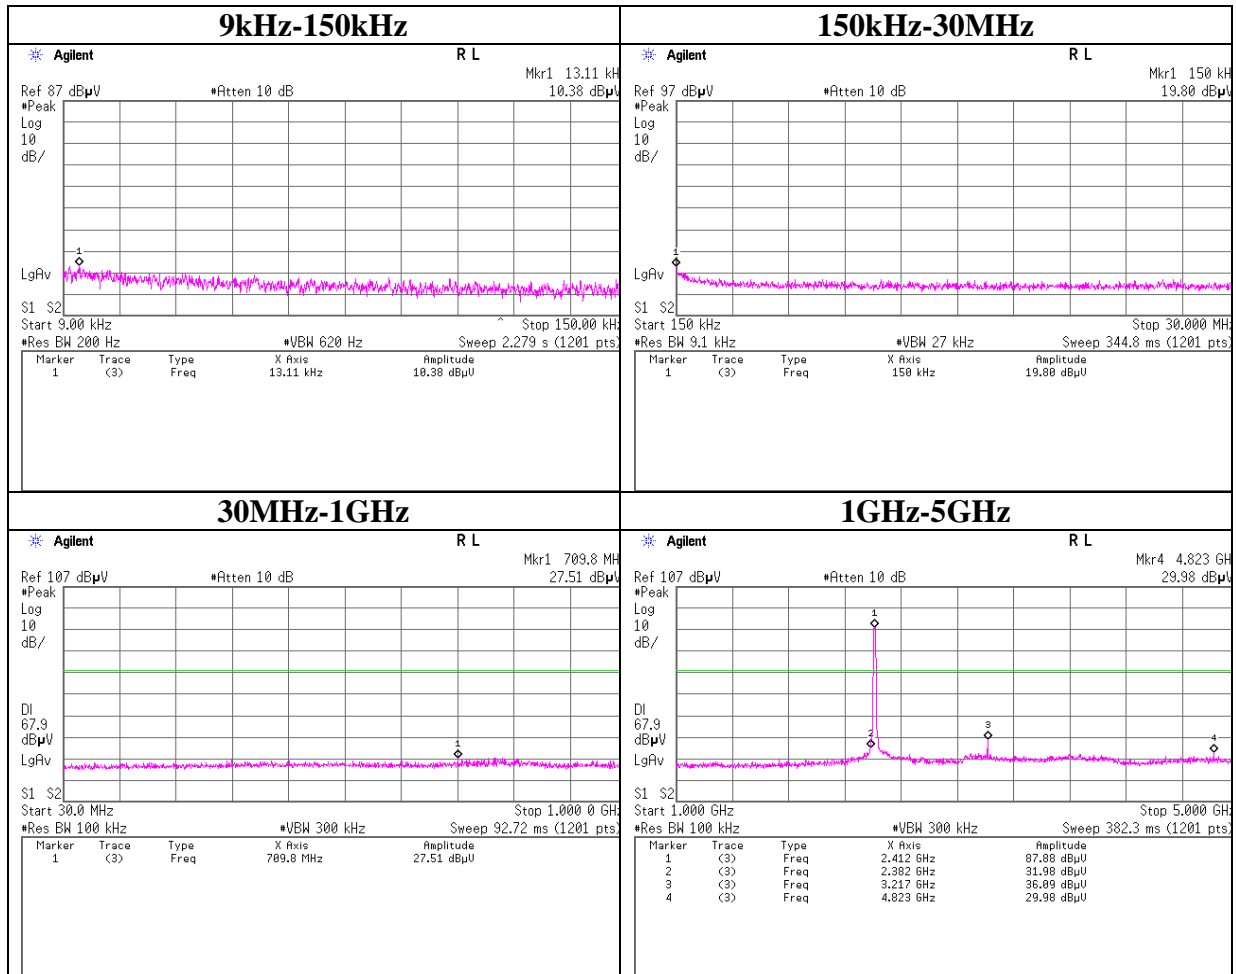 9kHz-150kHz
Agilent R L
Mkr1 13.11 kH
Ref 87 dBµV #Atten 10 dB 10.38 dBµV
#Peak
Log
10
dB/
1
LgAv
S1 S2
Start 9.00 kHz ^ Stop 150.00 kHz
#Res BW 200 Hz #VBW 620 Hz Sweep 2.279 s (1201 pts)
Marker Trace Type X Axis Amplitude
1 (3) Freq 13.11 kHz 10.38 dBµV
150kHz-30MHz
Agilent R L
Mkr1 150 kH
Ref 97 dBµV #Atten 10 dB 19.80 dBµV
#Peak
Log
10
dB/
1
LgAv
S1 S2
Start 150 kHz Stop 30.000 MHz
#Res BW 9.1 kHz #VBW 27 kHz Sweep 344.8 ms (1201 pts)
Marker Trace Type X Axis Amplitude
1 (3) Freq 150 kHz 19.80 dBµV
30MHz-1GHz
Agilent R L
Mkr1 709.8 MH
Ref 107 dBµV #Atten 10 dB 27.51 dBµV
#Peak
Log
10
dB/
DI
67.9
dBµV
1
LgAv
S1 S2
Start 30.0 MHz Stop 1.000 0 GHz
#Res BW 100 kHz #VBW 300 kHz Sweep 92.72 ms (1201 pts)
Marker Trace Type X Axis Amplitude
1 (3) Freq 709.8 MHz 27.51 dBµV
1GHz-5GHz
Agilent R L
Mkr4 4.823 GH
Ref 107 dBµV #Atten 10 dB 29.98 dBµV
#Peak
Log
10
dB/
1
DI
67.9
dBµV
2 3 4
LgAv
S1 S2
Start 1.000 GHz Stop 5.000 GHz
#Res BW 100 kHz #VBW 300 kHz Sweep 382.3 ms (1201 pts)
Marker Trace Type X Axis Amplitude
1 (3) Freq 2.412 GHz 87.88 dBµV
2 (3) Freq 2.382 GHz 31.98 dBµV
3 (3) Freq 3.217 GHz 36.09 dBµV
4 (3) Freq 4.823 GHz 29.98 dBµV